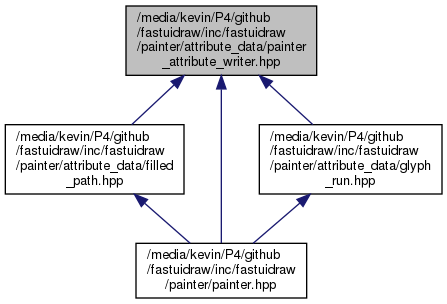 /media/kevin/P4/github
/fastuidraw/inc/fastuidraw
/painter/attribute_data/painter
_attribute_writer.hpp
/media/kevin/P4/github
/fastuidraw/inc/fastuidraw
/painter/attribute_data/filled
_path.hpp
/media/kevin/P4/github
/fastuidraw/inc/fastuidraw
/painter/attribute_data/glyph
_run.hpp
/media/kevin/P4/github
/fastuidraw/inc/fastuidraw
/painter/painter.hpp